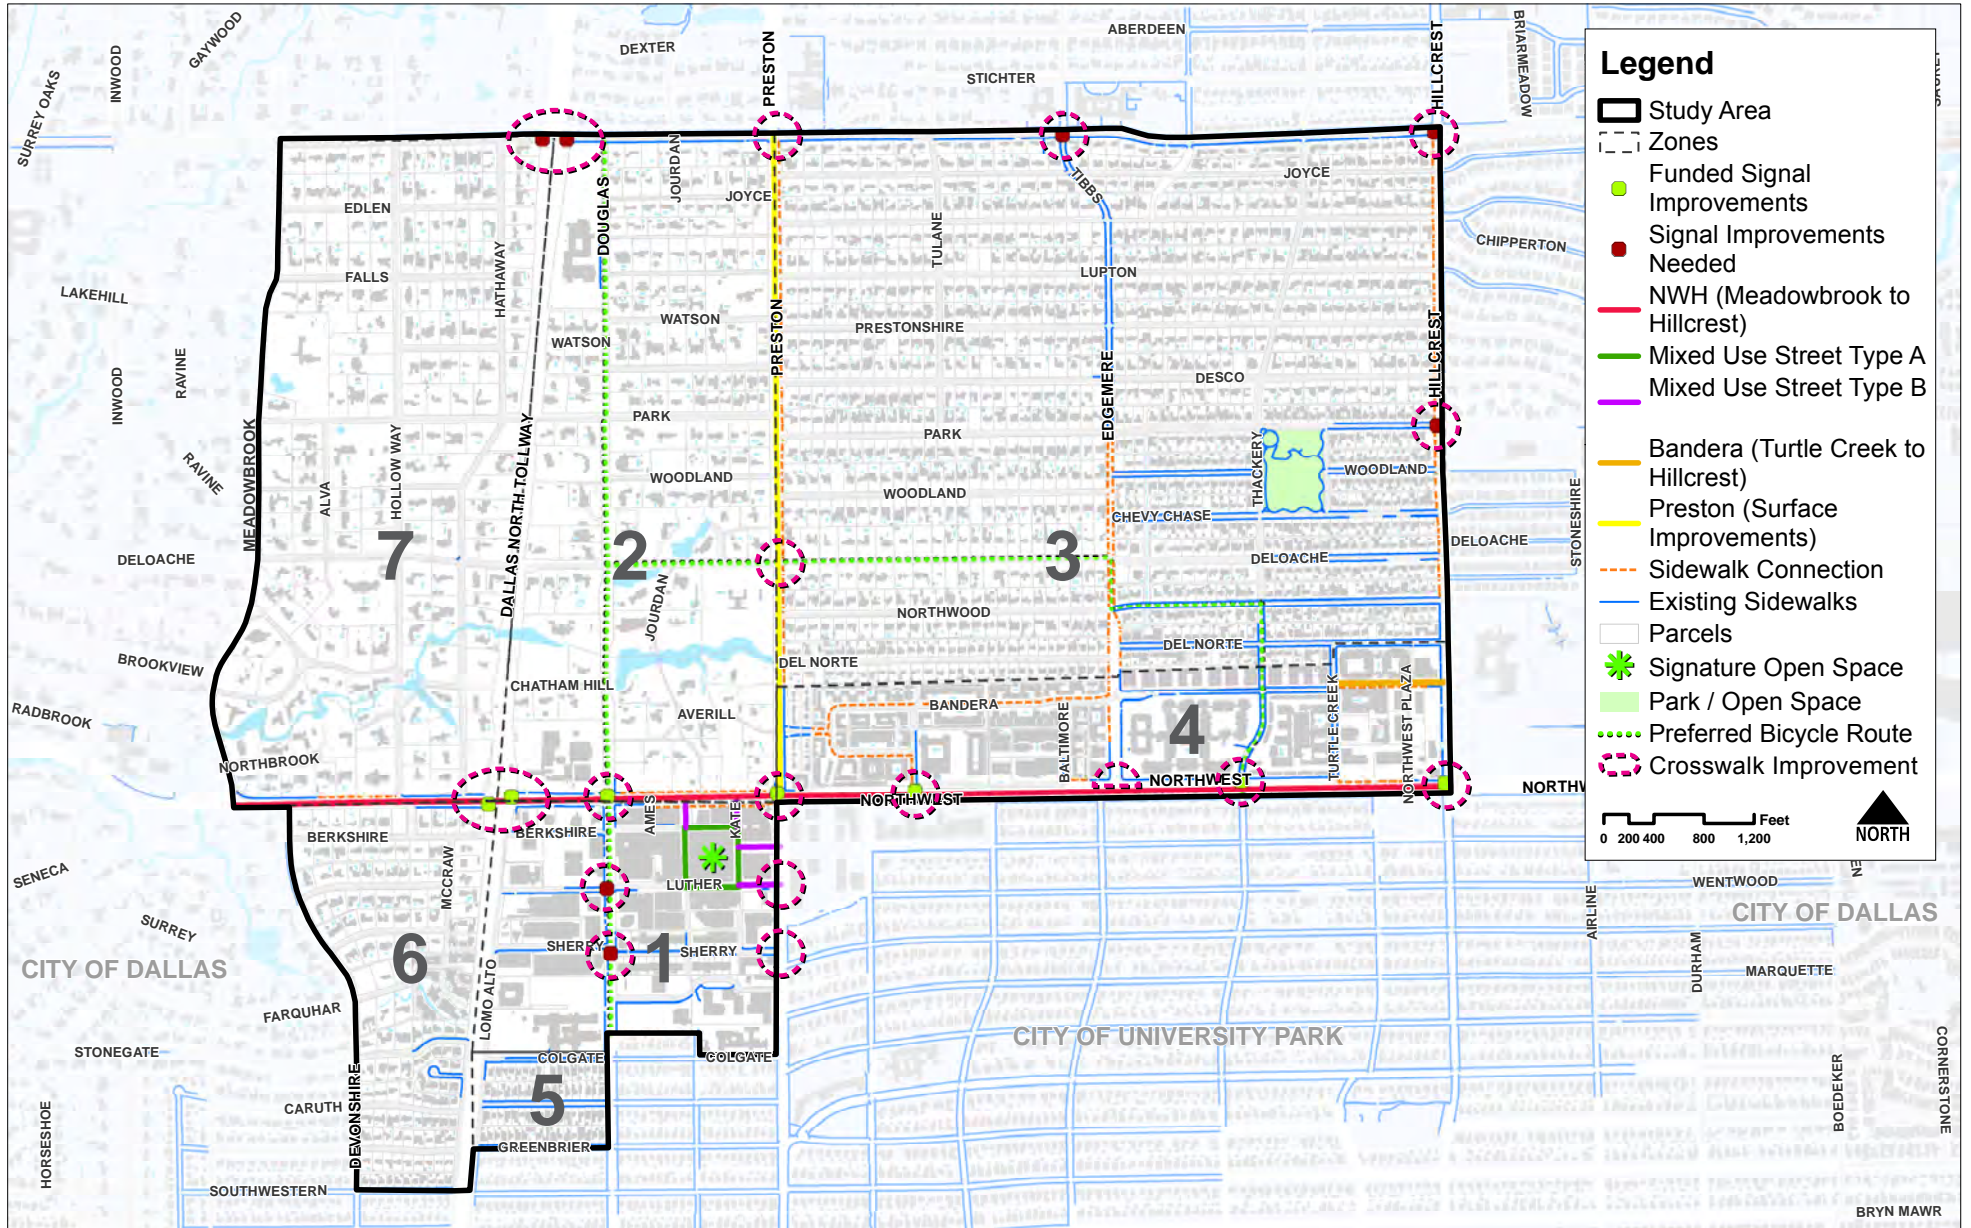 GAYWOOD
DEXTER
ABERDEEN
BRIARMEADOW
INWOOD
SURREY OAKS
PRESTON
STICHTER
HILLCREST
Legend
Study Area
Zones
Funded Signal
Improvements
Signal Improvements
Needed
NWH (Meadowbrook to
Hillcrest)
Mixed Use Street Type A
Mixed Use Street Type B
Bandera (Turtle Creek to
Hillcrest)
Preston (Surface
Improvements)
Sidewalk Connection
Existing Sidewalks
Parcels
Signature Open Space
Park / Open Space
Preferred Bicycle Route
Crosswalk Improvement
Feet
0 200 400 800 1,200
NORTH
JOURDAN
JOYCE
TIBBS
JOYCE
EDLEN
DOUGLAS
TULANE
HATHAWAY
CHIPPERTON
FALLS
LUPTON
LAKEHILL
WATSON
PRESTONSHIRE
PRESTON
HILLCREST
WATSON
RAVINE
INWOOD
EDGEMERE
DESCO
PARK
PARK
MEADOWBROOK
HOLLOW WAY
ALVA
RAVINE
DALLAS NORTH TOLLWAY
WOODLAND
WOODLAND
THACKERY
WOODLAND
STONESHIRE
CHEVY CHASE
7
2
3
DELOACHE
DELOACHE
DELOACHE
JOURDAN
NORTHWOOD
DEL NORTE
DEL NORTE
BROOKVIEW
CHATHAM HILL
RADBROOK
AVERILL
BANDERA
BALTIMORE
4
TURTLE CREEK
NORTHWEST PLAZA
NORTHBROOK
NORTHWEST
NORTHWEST
NORTHW
BERKSHIRE
BERKSHIRE
AMES
KATE
SENECA
MCCRAW
LUTHER
WENTWOOD
AIRLINE
CITY OF DALLAS
SURREY
SHERRY
1
SHERRY
6
CITY OF DALLAS
DURHAM
MARQUETTE
LOMO ALTO
FARQUHAR
CITY OF UNIVERSITY PARK
STONEGATE
COLGATE
COLGATE
5
DEVONSHIRE
CARUTH
HORSESHOE
GREENBRIER
BOEDEKER
CORNERSTONE
SOUTHWESTERN
BRYN MAWR